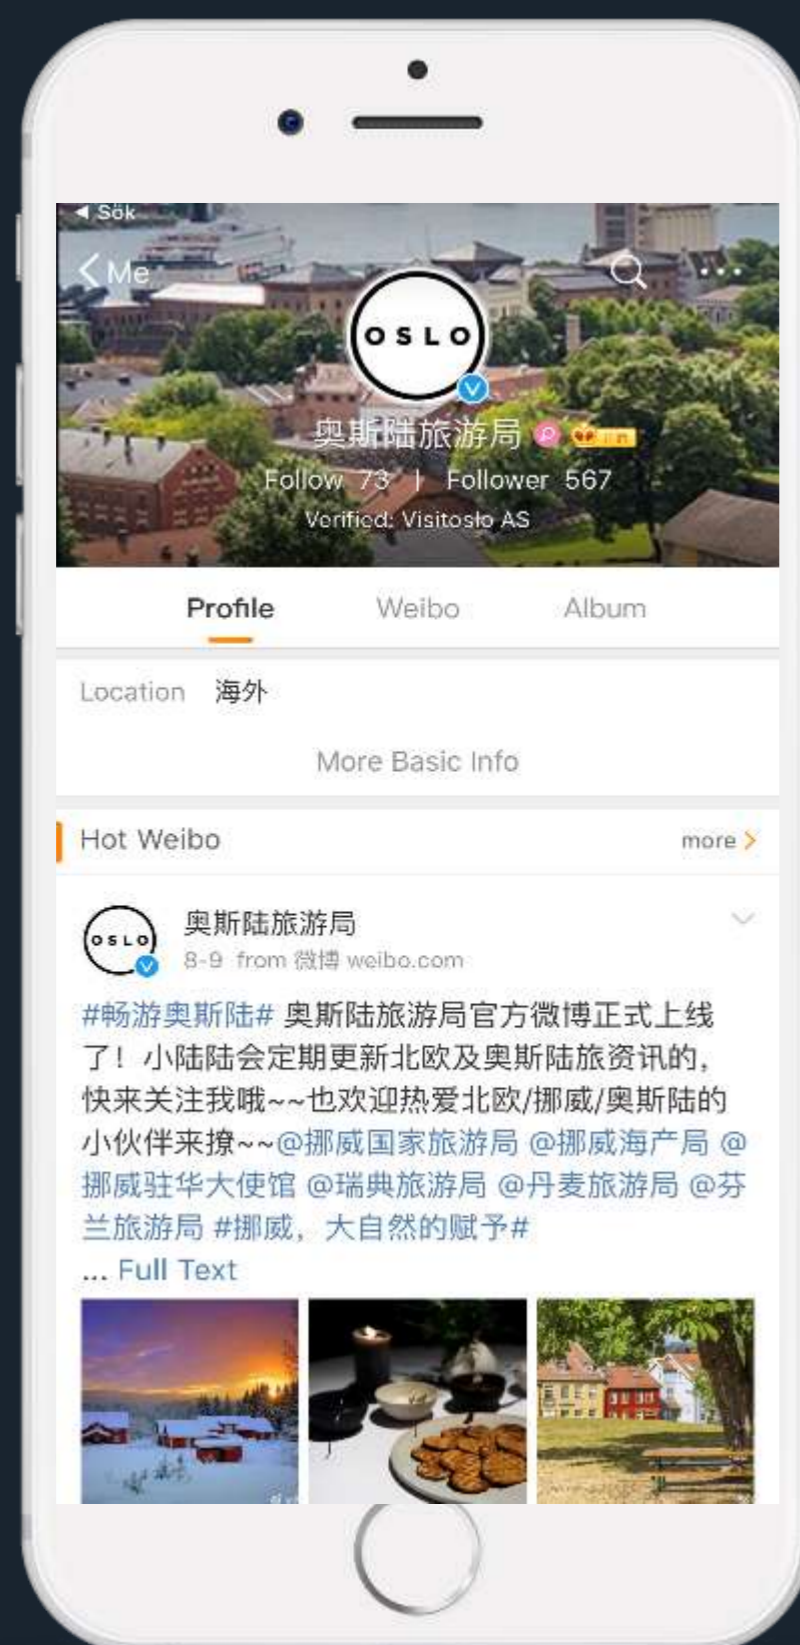 ◀ Sök
Me
OSLO
奥斯陆旅游局
Follow 73 | Follower 567
Verified: Visitoslo AS
Profile Weibo Album
Location 海外
More Basic Info
Hot Weibo more
OSLO
奥斯陆旅游局
8-9 from 微博 weibo.com
#畅游奥斯陆# 奥斯陆旅游局官方微博正式上线
了！小陆陆会定期更新北欧及奥斯陆旅资讯的，
快来关注我哦~~也欢迎热爱北欧/挪威/奥斯陆的
小伙伴来撩~~@挪威国家旅游局 @挪威海产局 @
挪威驻华大使馆 @瑞典旅游局 @丹麦旅游局 @芬
兰旅游局 #挪威，大自然的赋予#
... Full Text